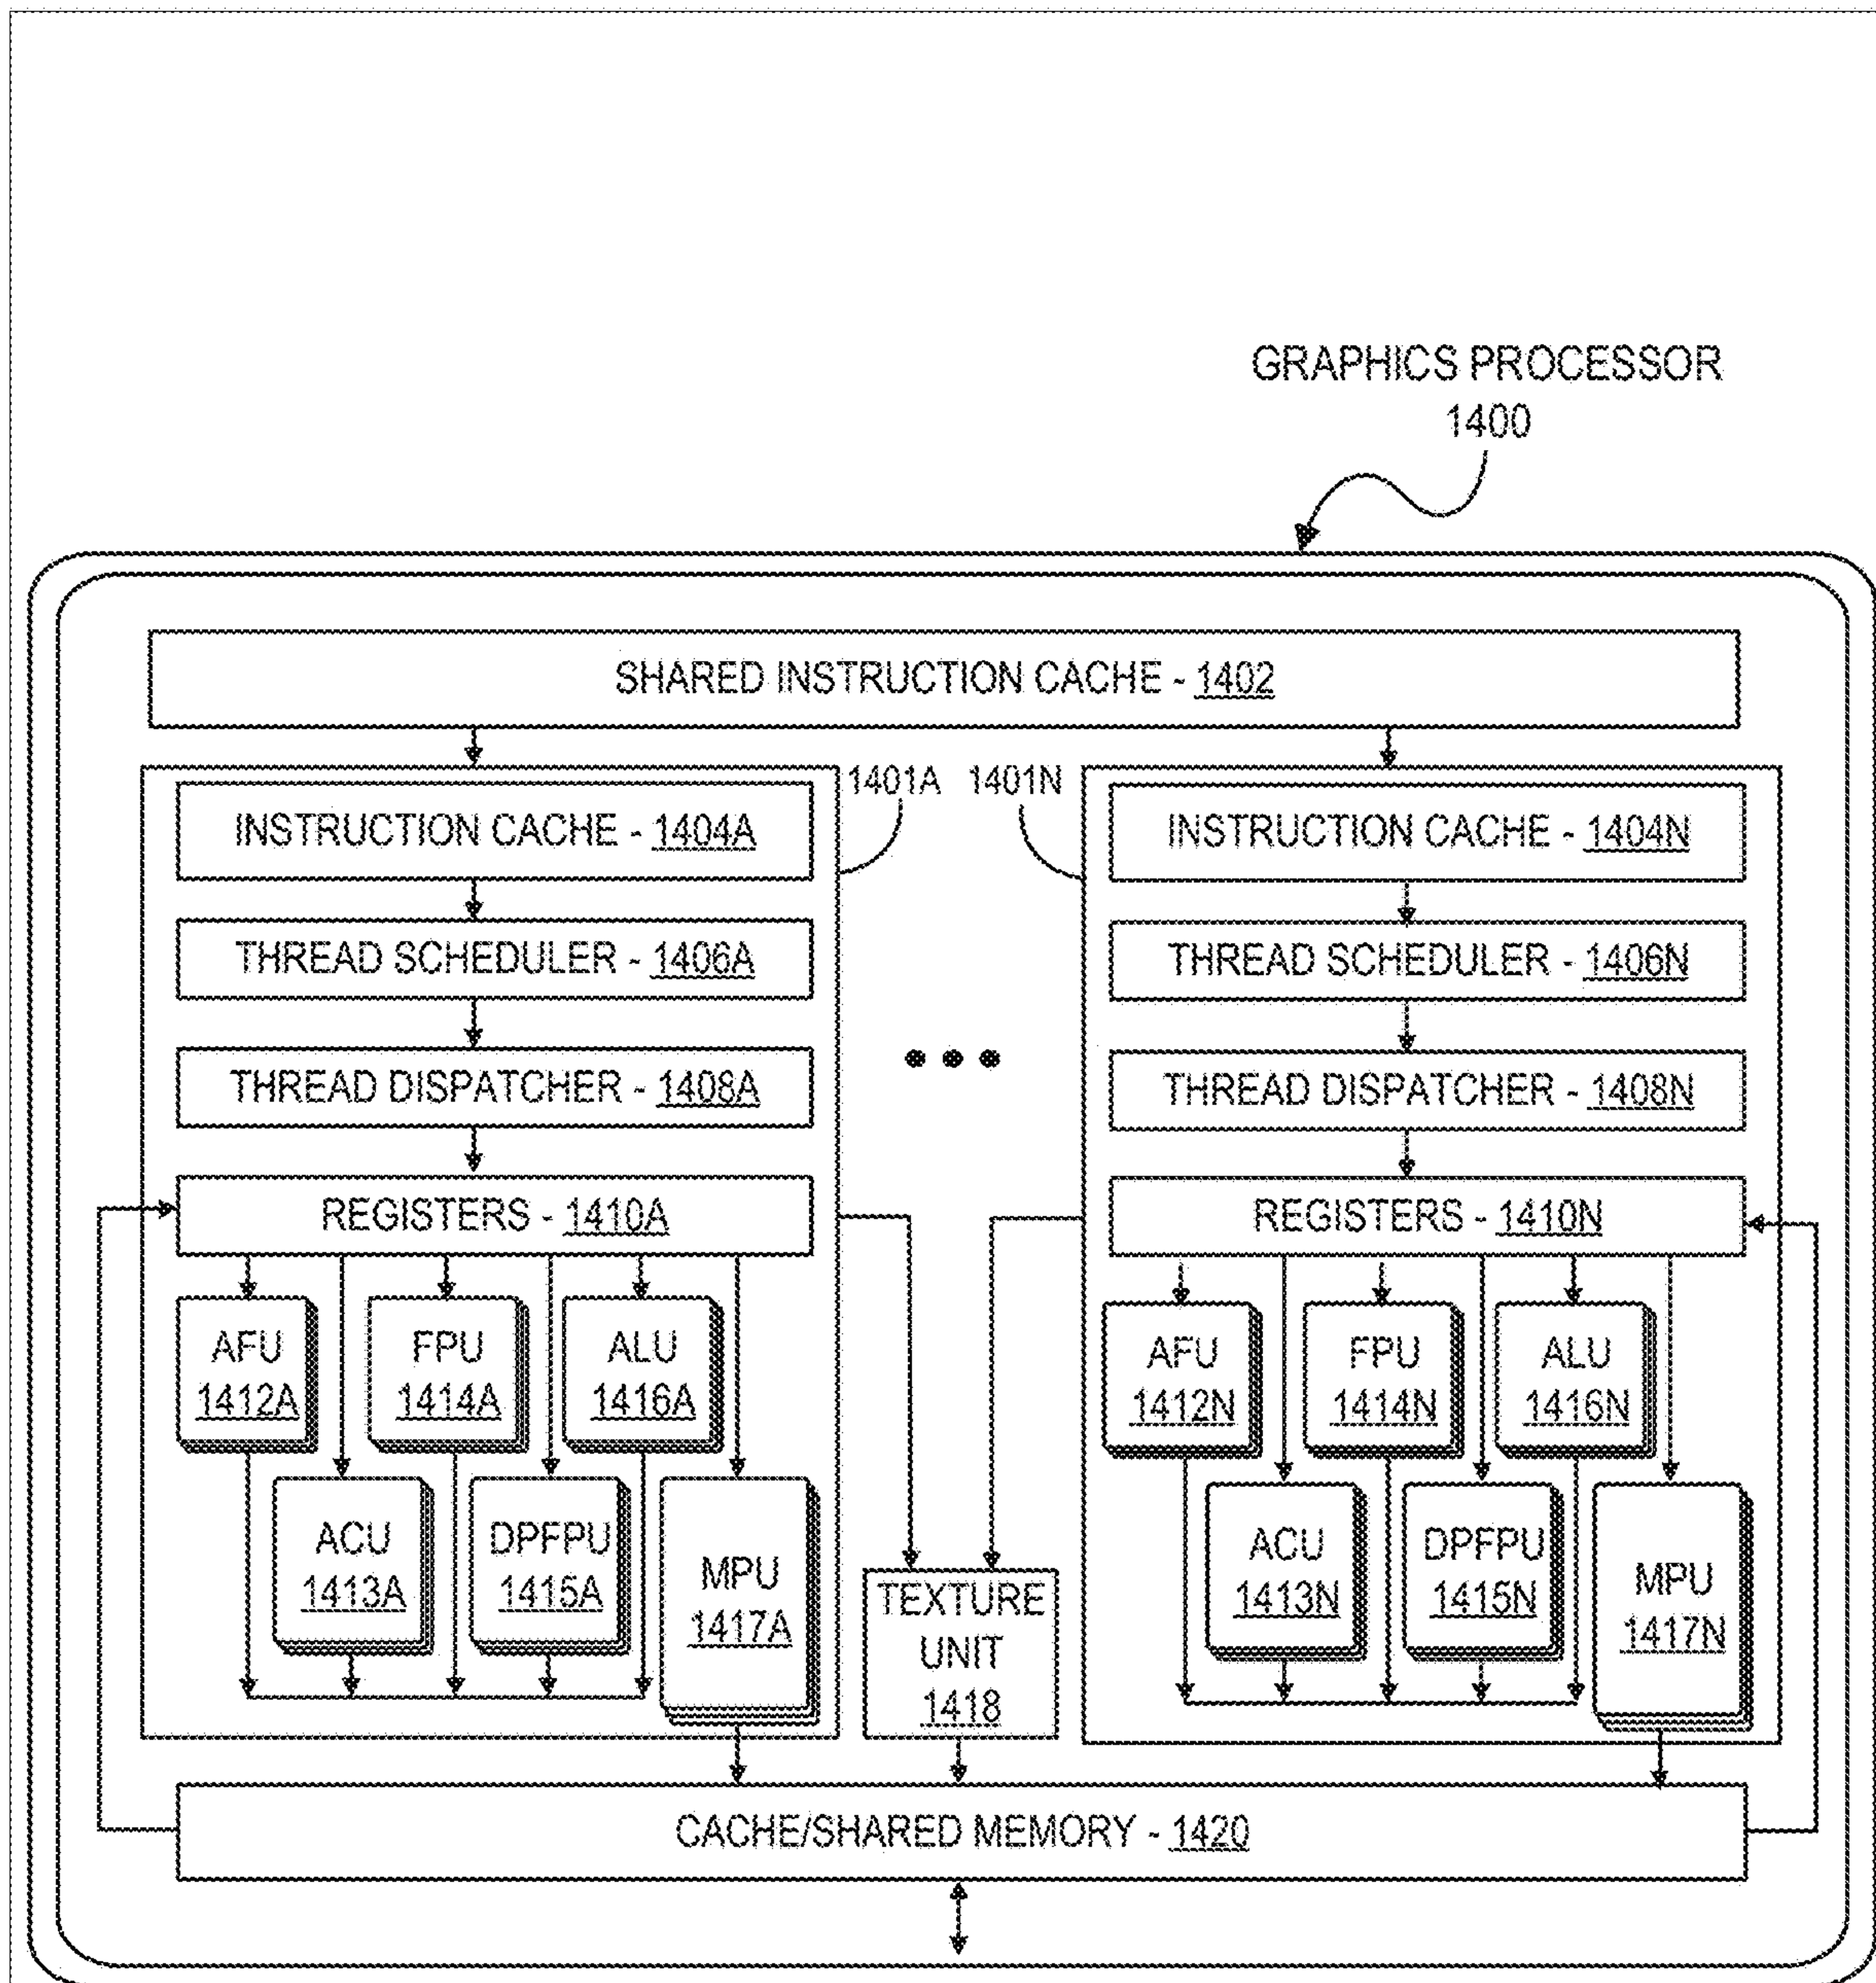 GRAPHICS PROCESSOR
1400
SHARED INSTRUCTION CACHE - 1402
1401A 1401N
INSTRUCTION CACHE - 1404A
THREAD SCHEDULER - 1406A
THREAD DISPATCHER - 1408A
REGISTERS - 1410A
AFU
1412A
FPU
1414A
ALU
1416A
ACU
1413A
DPFPU
1415A
MPU
1417A
TEXTURE
UNIT
1418
INSTRUCTION CACHE - 1404N
THREAD SCHEDULER - 1406N
THREAD DISPATCHER - 1408N
REGISTERS - 1410N
AFU
1412N
FPU
1414N
ALU
1416N
ACU
1413N
DPFPU
1415N
MPU
1417N
CACHE/SHARED MEMORY - 1420